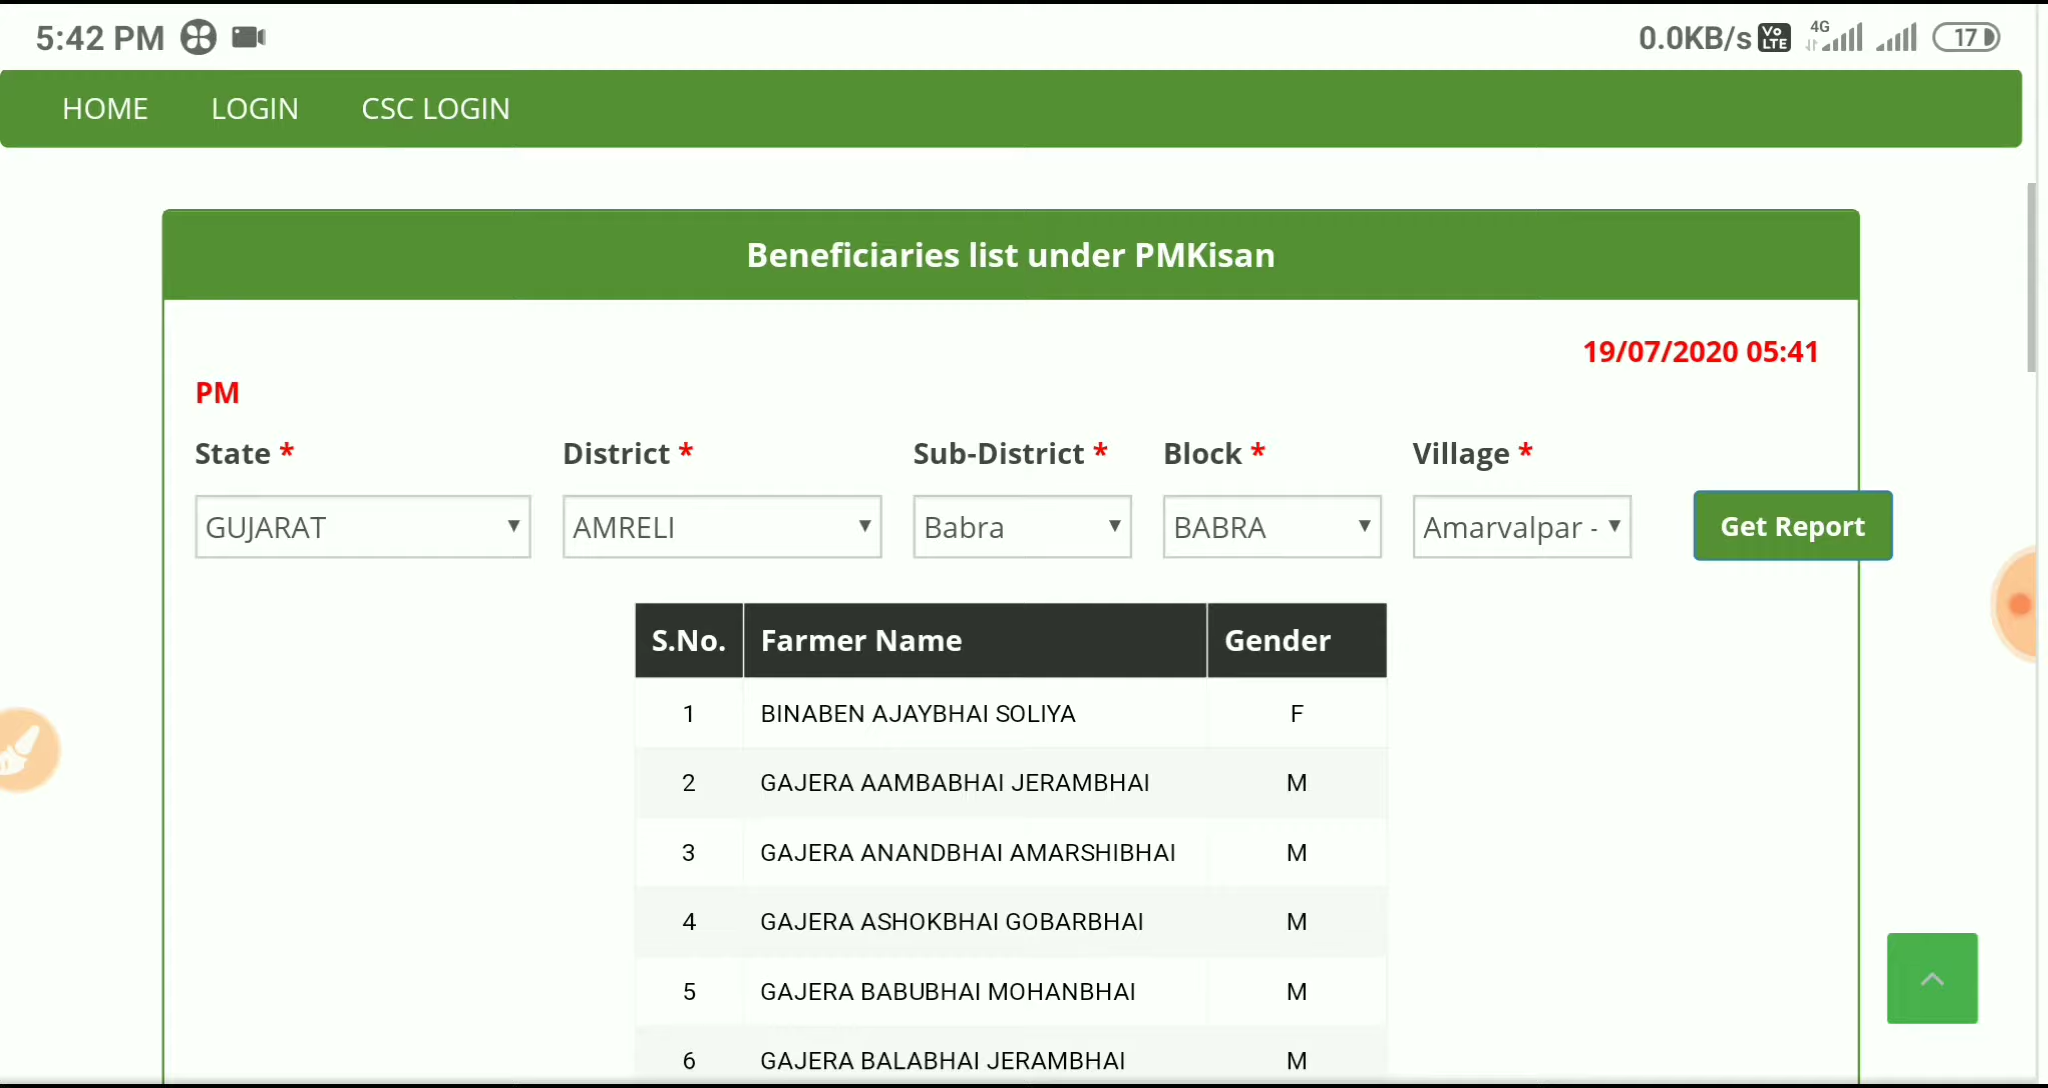 5:42 PM 0.0KB/s Vo LTE 4G 17
HOME LOGIN CSC LOGIN
Beneficiaries list under PMKisan
19/07/2020 05:41
PM
State * District * Sub-District * Block * Village *
GUJARAT AMRELI Babra BABRA Amarvalpar - Get Report
S.No. Farmer Name Gender
1 BINABEN AJAYBHAI SOLIYA F
2 GAJERA AAMBABHAI JERAMBHAI M
3 GAJERA ANANDBHAI AMARSHIBHAI M
4 GAJERA ASHOKBHAI GOBARBHAI M
5 GAJERA BABUBHAI MOHANBHAI M
6 GAJERA BALABHAI JERAMBHAI M